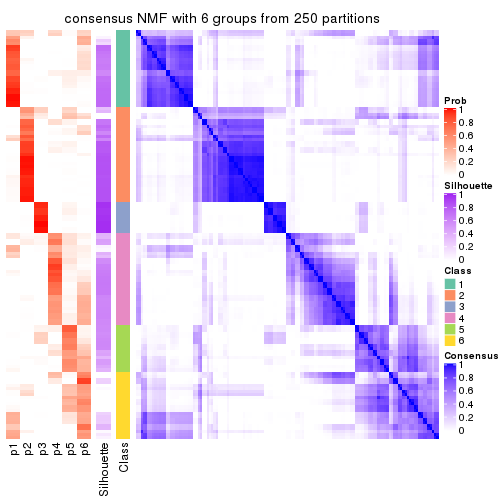 consensus NMF with 6 groups from 250 partitions
Prob
1
0.8
0.6
0.4
0.2
0
Silhouette
1
0.8
0.6
0.4
0.2
0
Class
1
2
3
4
5
6
Consensus
1
0.8
0.6
0.4
0.2
0
p1
p2
p3
p4
p5
p6
Silhouette
Class